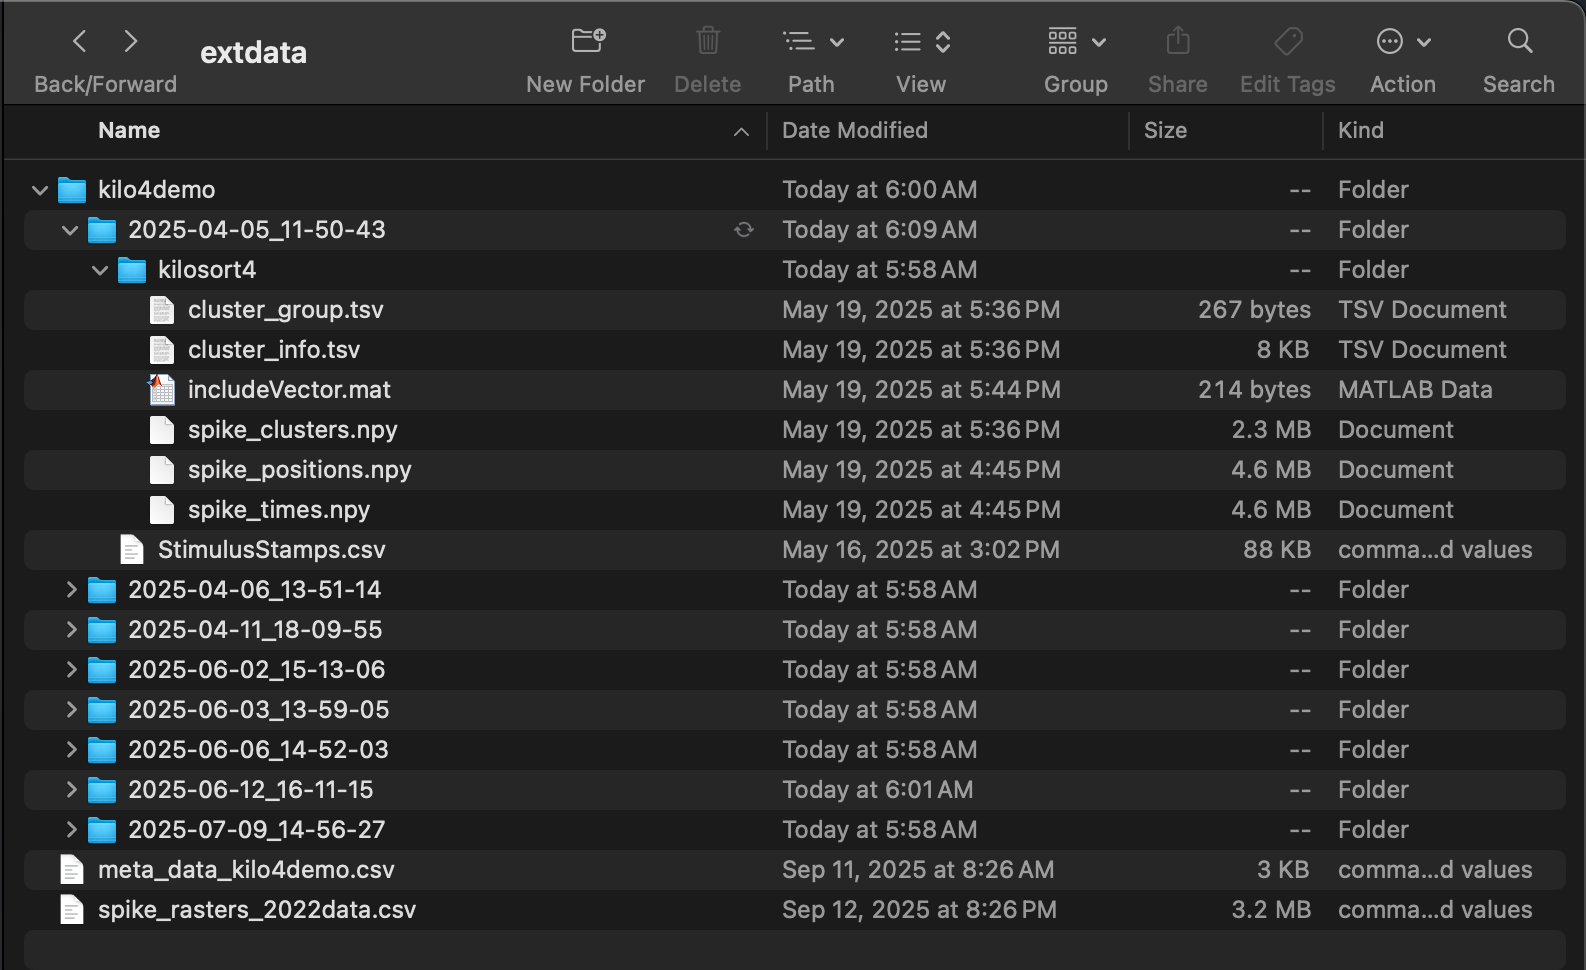 extdata
Back/Forward New Folder Delete Path View Group Share Edit Tags Action Search
Name Date Modified Size Kind
kilo4demo Today at 6:00 AM -- Folder
2025-04-05_11-50-43 Today at 6:09 AM -- Folder
kilosort4 Today at 5:58 AM -- Folder
cluster_group.tsv May 19, 2025 at 5:36 PM 267 bytes TSV Document
cluster_info.tsv May 19, 2025 at 5:36 PM 8 KB TSV Document
includeVector.mat May 19, 2025 at 5:44 PM 214 bytes MATLAB Data
spike_clusters.npy May 19, 2025 at 5:36 PM 2.3 MB Document
spike_positions.npy May 19, 2025 at 4:45 PM 4.6 MB Document
spike_times.npy May 19, 2025 at 4:45 PM 4.6 MB Document
StimulusStamps.csv May 16, 2025 at 3:02 PM 88 KB comma...d values
2025-04-06_13-51-14 Today at 5:58 AM -- Folder
2025-04-11_18-09-55 Today at 5:58 AM -- Folder
2025-06-02_15-13-06 Today at 5:58 AM -- Folder
2025-06-03_13-59-05 Today at 5:58 AM -- Folder
2025-06-06_14-52-03 Today at 5:58 AM -- Folder
2025-06-12_16-11-15 Today at 6:01 AM -- Folder
2025-07-09_14-56-27 Today at 5:58 AM -- Folder
meta_data_kilo4demo.csv Sep 11, 2025 at 8:26 AM 3 KB comma...d values
spike_rasters_2022data.csv Sep 12, 2025 at 8:26 PM 3.2 MB comma...d values